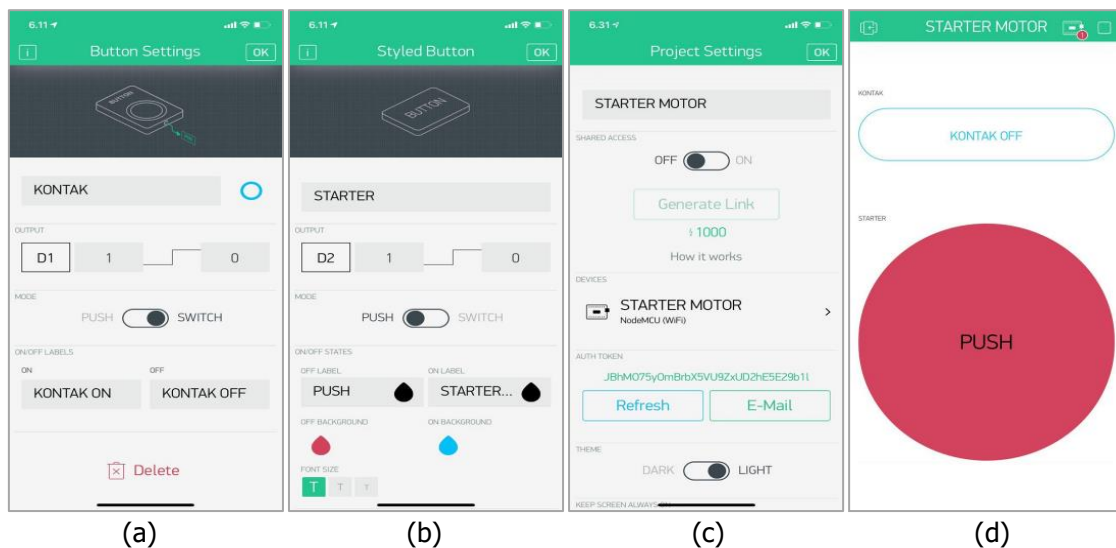 6.11
Button Settings
OK
BUTTON
KONTAK
OUTPUT
D1 1 0
MODE
PUSH SWITCH
ON/OFF LABELS
ON OFF
KONTAK ON KONTAK OFF
Delete
(a)
6.11
Styled Button
OK
BUTTON
STARTER
OUTPUT
D2 1 0
MODE
PUSH SWITCH
ON/OFF STATES
OFF LABEL ON LABEL
PUSH STARTER...
OFF BACKGROUND ON BACKGROUND
FONT SIZE
T T T
(b)
6.31
Project Settings
OK
STARTER MOTOR
SHARED ACCESS
OFF ON
Generate Link
1000
How it works
DEVICES
STARTER MOTOR
NodeMCU (WiFi)
AUTH TOKEN
Refresh E-Mail
THEME
DARK LIGHT
KEEP SCREEN ALWAYS
(c)
STARTER MOTOR
1
KONTAK
KONTAK OFF
STARTER
PUSH
(d)